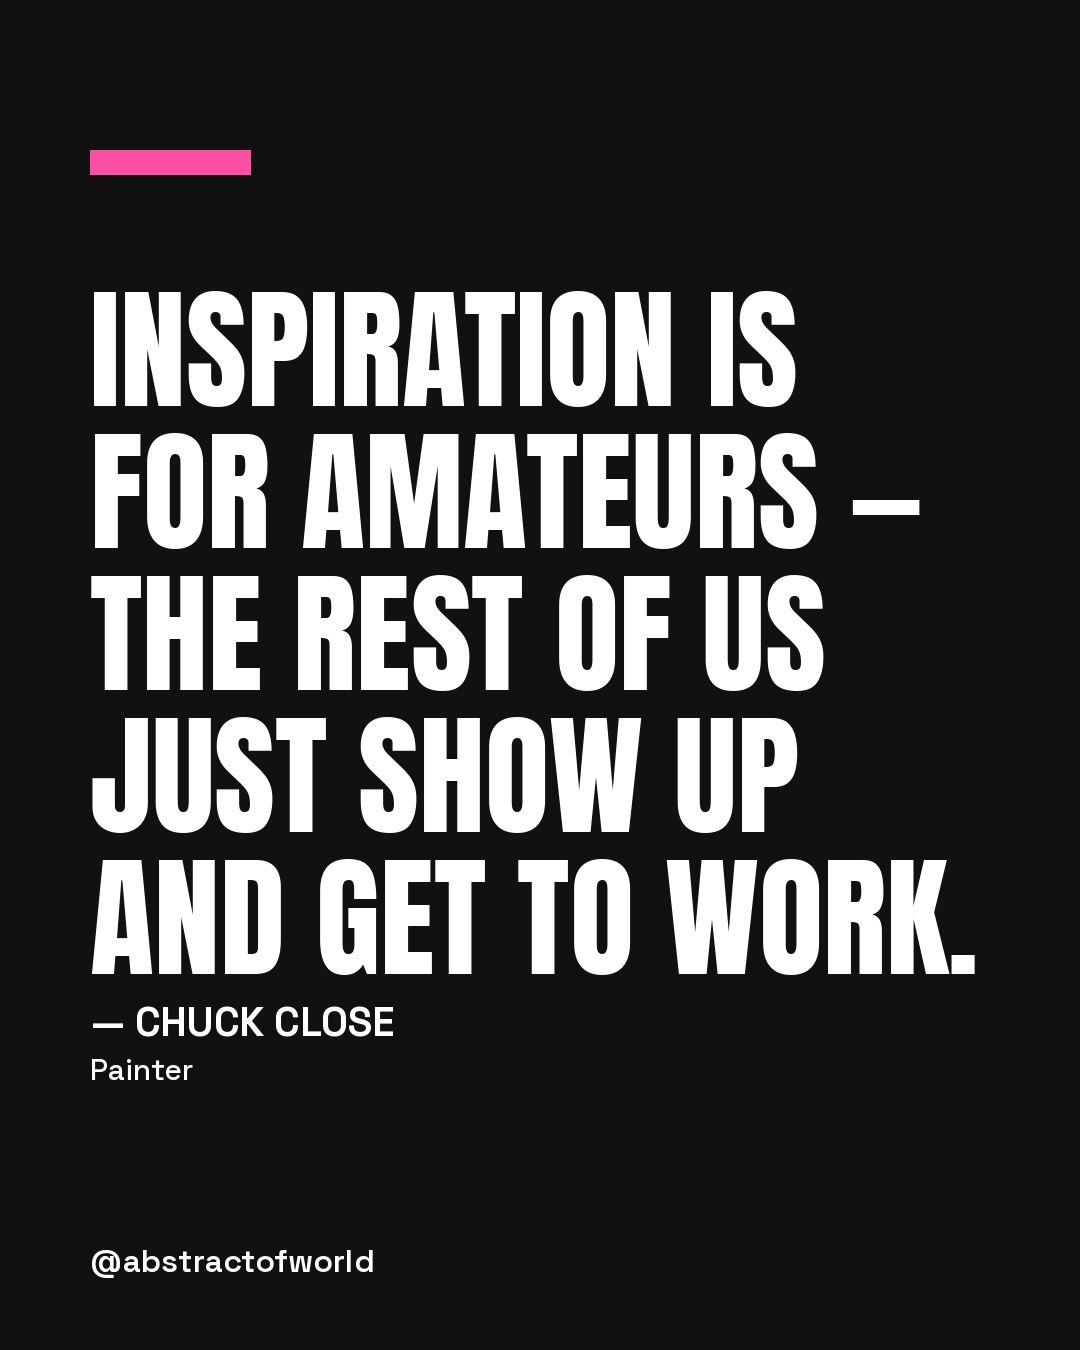 INSPIRATION IS
FOR AMATEURS —
THE REST OF US
JUST SHOW UP
AND GET TO WORK.
— CHUCK CLOSE
Painter
@abstractofworld